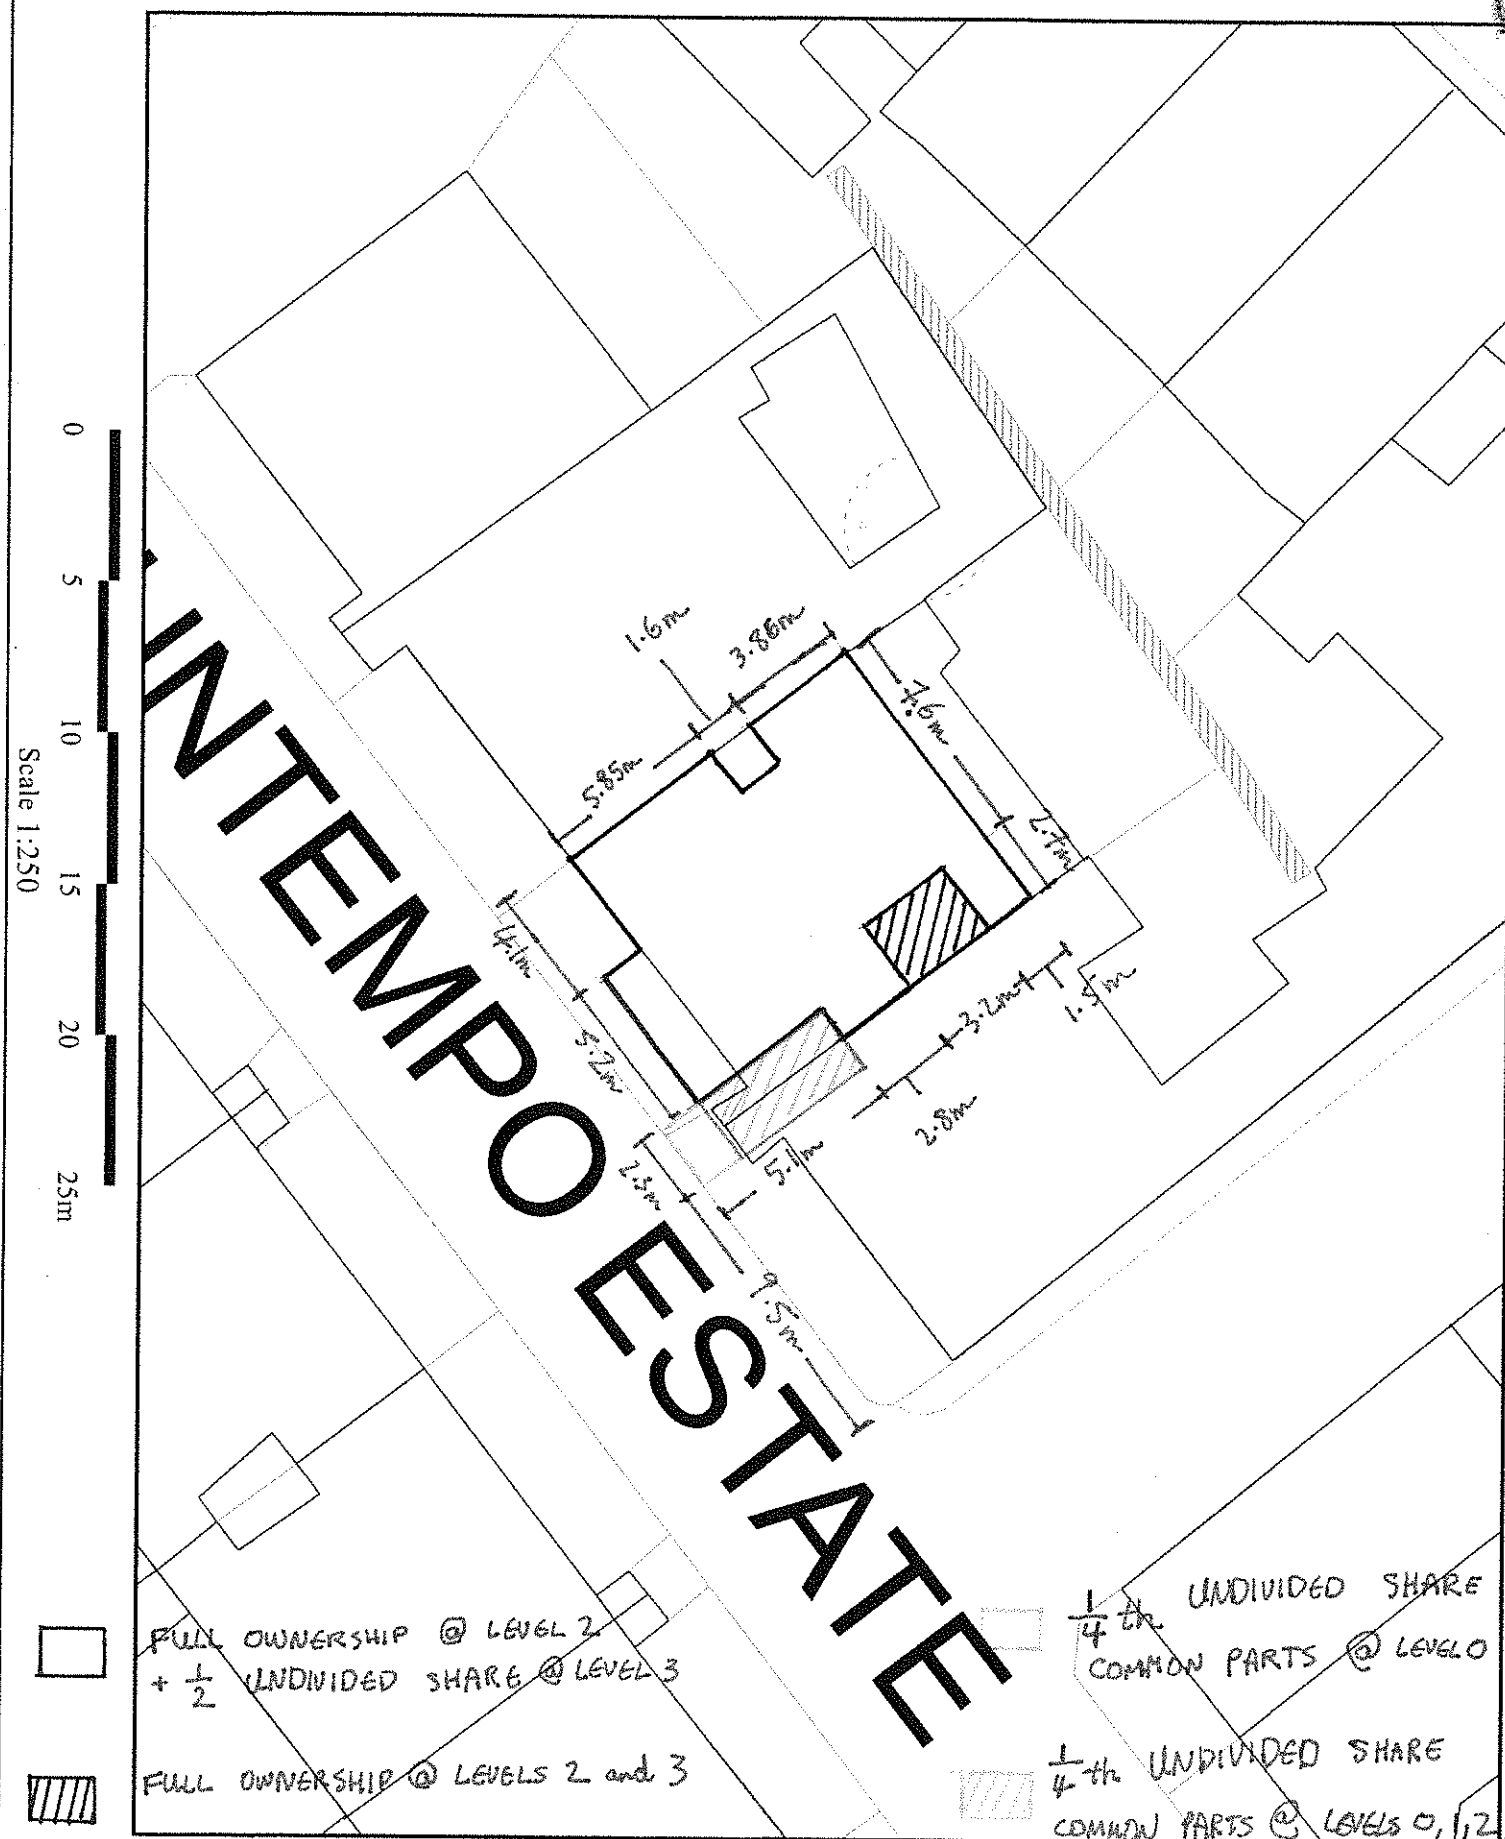 1.6m
3.86m
7.6m
5.85m
2.7m
4.1m
5.2m
3.2m
1.5m
2.8m
5.1m
2.3m
9.5m
INTEMPO ESTATE
0
5
10
15
20
25m
Scale 1:250
FULL OWNERSHIP @ LEVEL 2
+ 1/2 UNDIVIDED SHARE @ LEVEL 3
FULL OWNERSHIP @ LEVELS 2 and 3
1/4 th UNDIVIDED SHARE
COMMON PARTS @ LEVEL 0
1/4 th UNDIVIDED SHARE
COMMON PARTS @ LEVELS 0,1,2